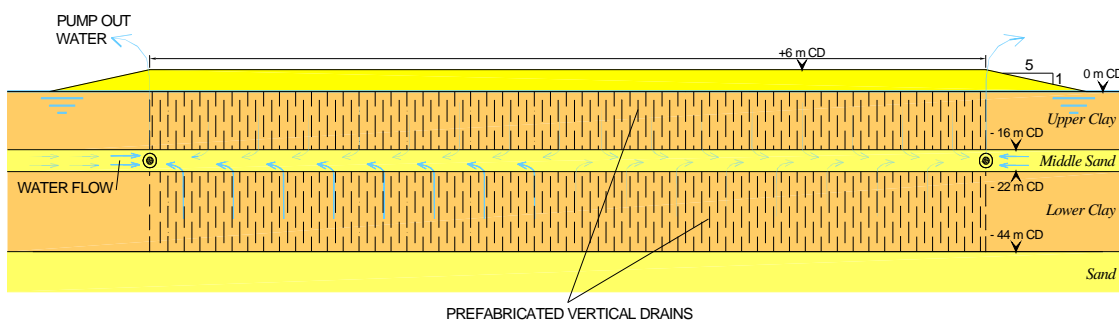 PUMP OUT
WATER
+6 m CD
5
1
0 m CD
Upper Clay
- 16 m CD
Middle Sand
WATER FLOW
- 22 m CD
Lower Clay
- 44 m CD
Sand
PREFABRICATED VERTICAL DRAINS